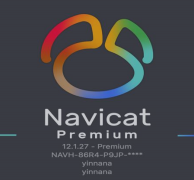 Navicat
Premium
12.1.27 - Premium
NAVH-86R4-P9JP-****
yinnana
yinnana